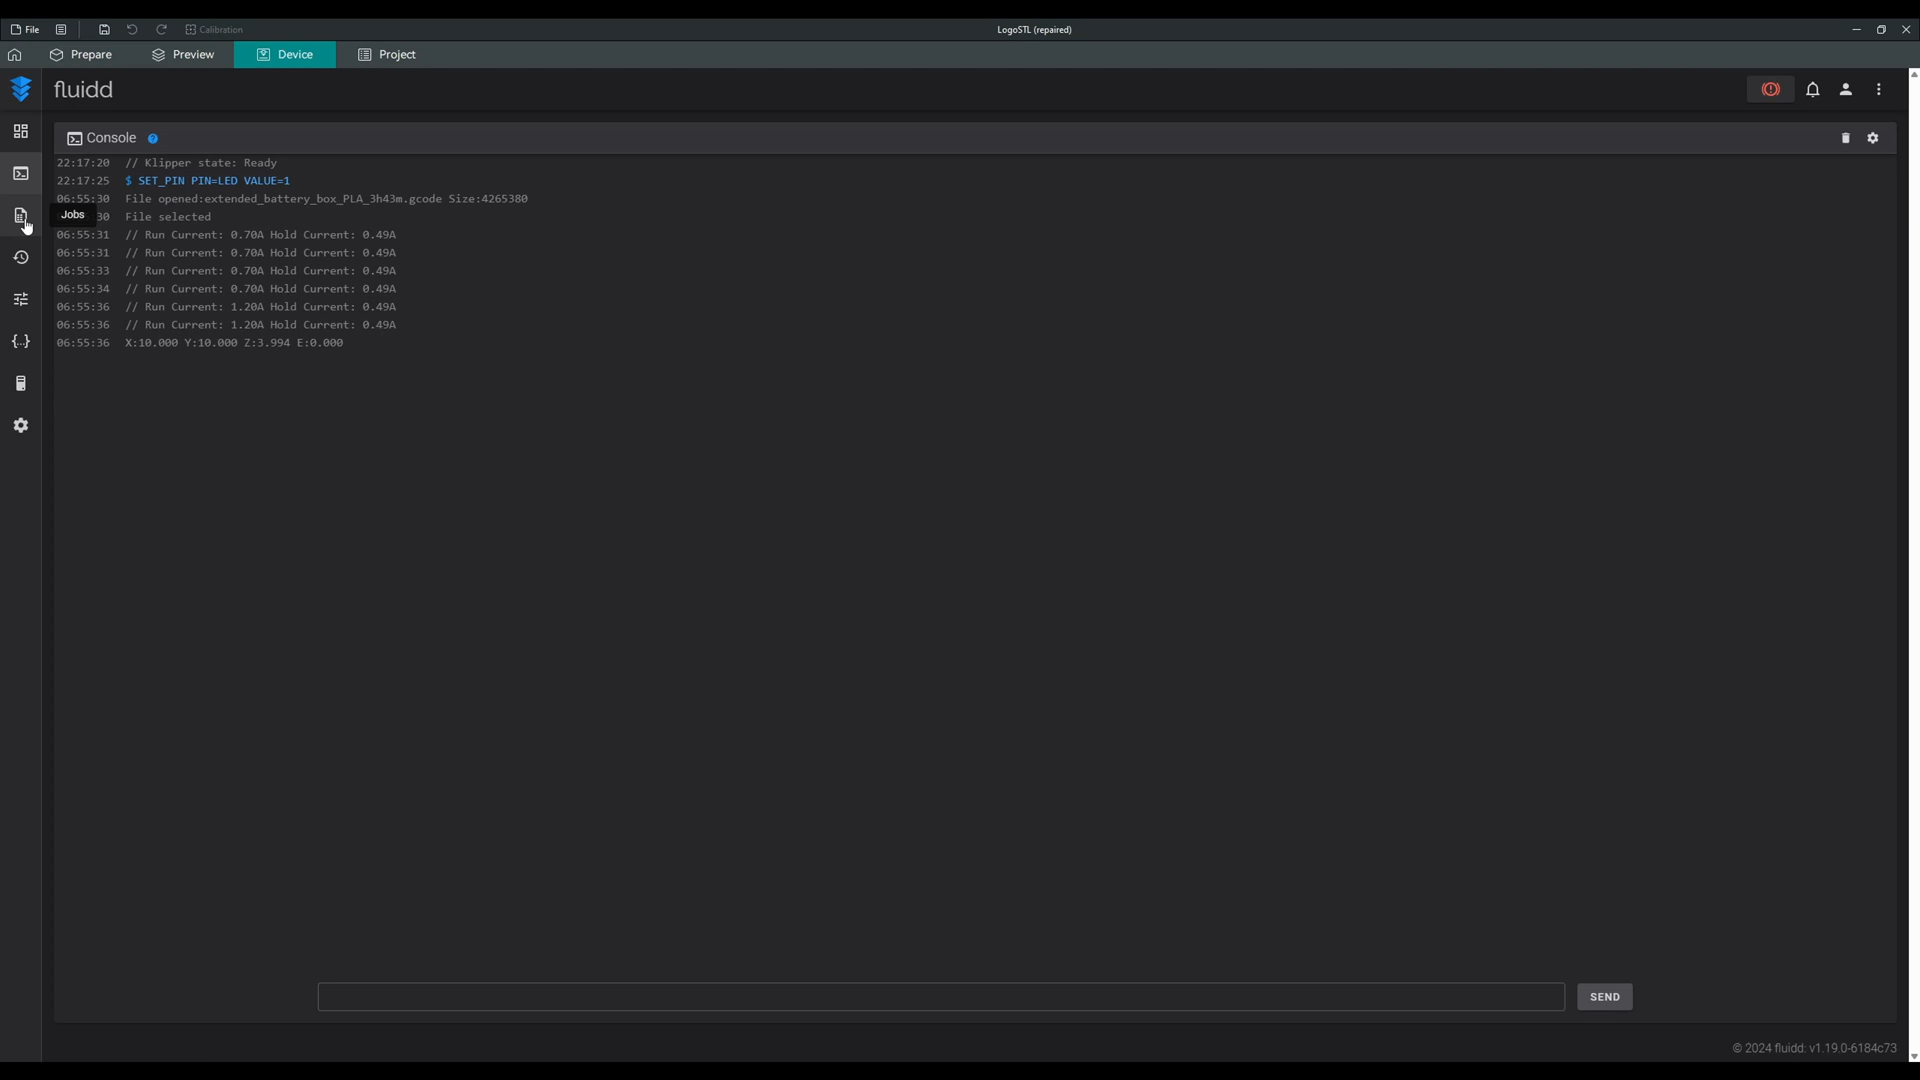 File Calibration LogoSTL (repaired)
Prepare Preview Device Project
fluidd
Console
22:17:20 // Klipper state: Ready
22:17:25 $ SET_PIN PIN=LED VALUE=1
06:55:30 File opened:extended_battery_box_PLA_3h43m.gcode Size:4265380
Jobs 30 File selected
06:55:31 // Run Current: 0.70A Hold Current: 0.49A
06:55:31 // Run Current: 0.70A Hold Current: 0.49A
06:55:33 // Run Current: 0.70A Hold Current: 0.49A
06:55:34 // Run Current: 0.70A Hold Current: 0.49A
06:55:36 // Run Current: 1.20A Hold Current: 0.49A
06:55:36 // Run Current: 1.20A Hold Current: 0.49A
06:55:36 X:10.000 Y:10.000 Z:3.994 E:0.000
SEND
© 2024 fluidd: v1.19.0-6184c73